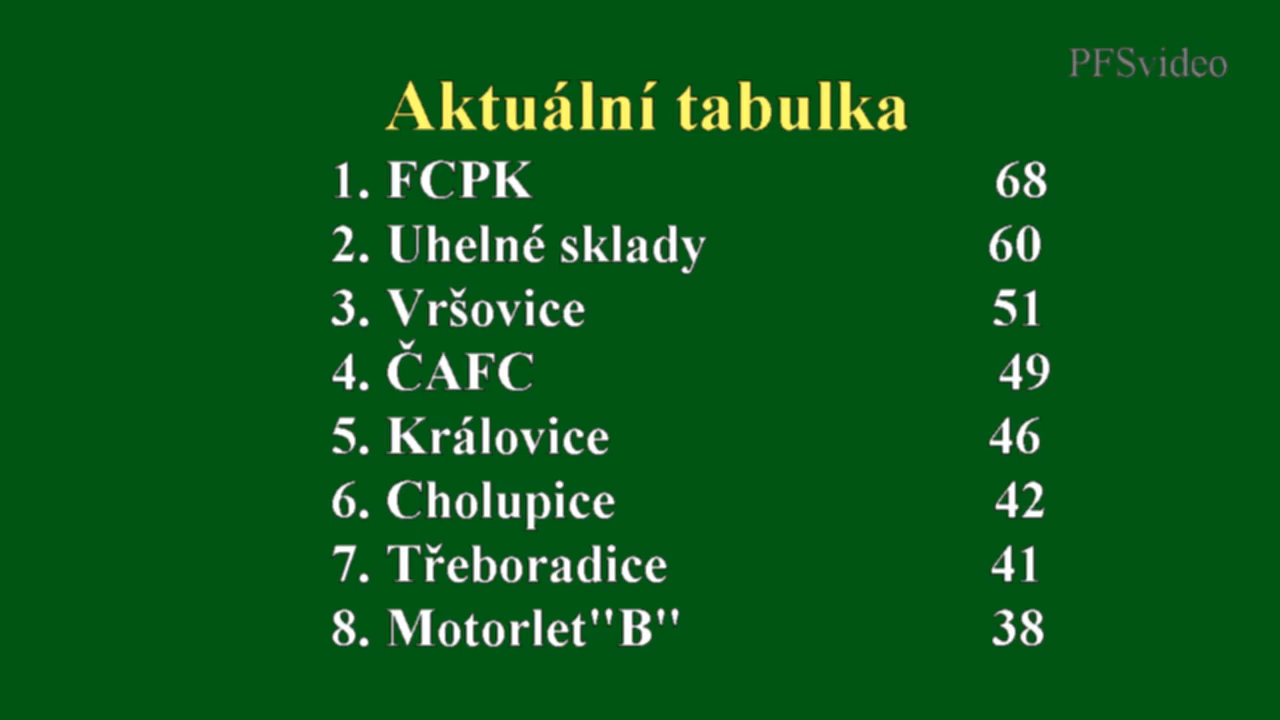 PFSvideo
Aktuální tabulka
1. FCPK 68
2. Uhelné sklady 60
3. Vršovice 51
4. ČAFC 49
5. Královice 46
6. Cholupice 42
7. Třeboradice 41
8. Motorlet"B" 38